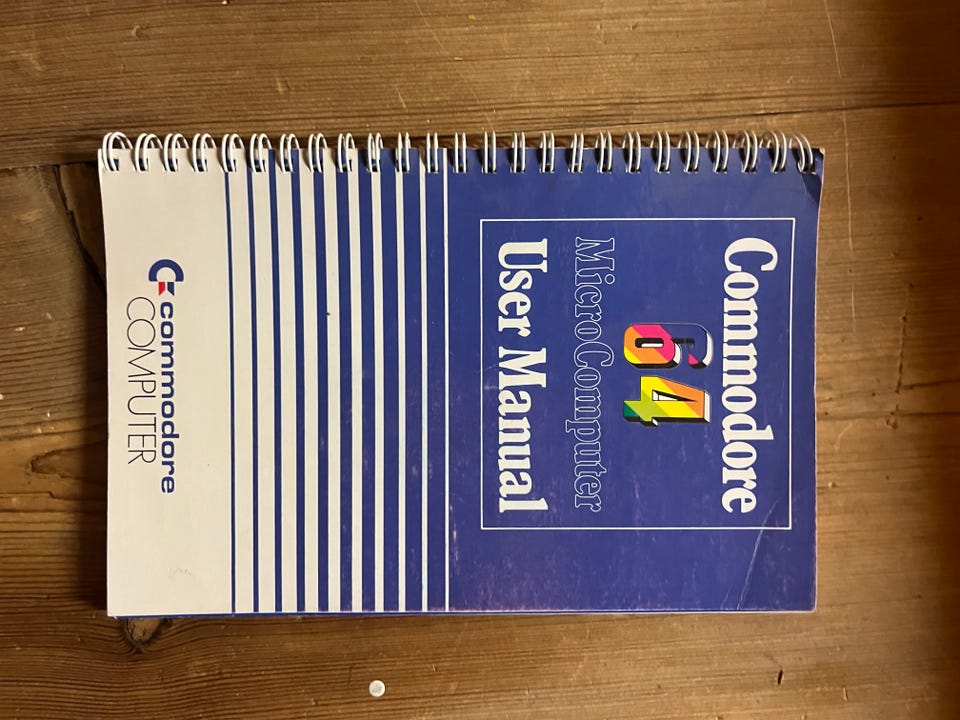 Commodore
64
MicroComputer
User Manual
commodore
COMPUTER